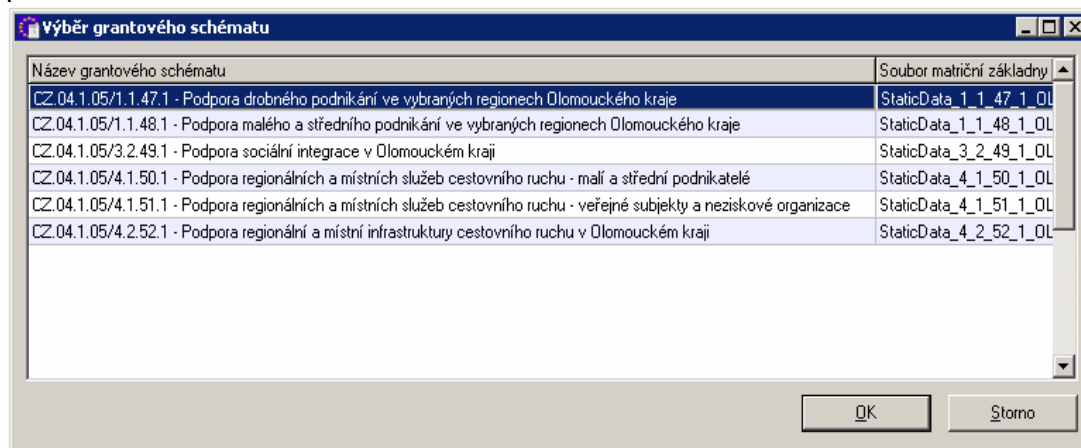 Výběr grantového schématu
Název grantového schématu Soubor matriční základny
CZ.04.1.05/1.1.47.1 - Podpora drobného podnikání ve vybraných regionech Olomouckého kraje StaticData_1_1_47_1_OL
CZ.04.1.05/1.1.48.1 - Podpora malého a středního podnikání ve vybraných regionech Olomouckého kraje StaticData_1_1_48_1_OL
CZ.04.1.05/3.2.49.1 - Podpora sociální integrace v Olomouckém kraji StaticData_3_2_49_1_OL
CZ.04.1.05/4.1.50.1 - Podpora regionálních a místních služeb cestovního ruchu - malí a střední podnikatelé StaticData_4_1_50_1_OL
CZ.04.1.05/4.1.51.1 - Podpora regionálních a místních služeb cestovního ruchu - veřejné subjekty a neziskové organizace StaticData_4_1_51_1_OL
CZ.04.1.05/4.2.52.1 - Podpora regionální a místní infrastruktury cestovního ruchu v Olomouckém kraji StaticData_4_2_52_1_OL
OK Storno